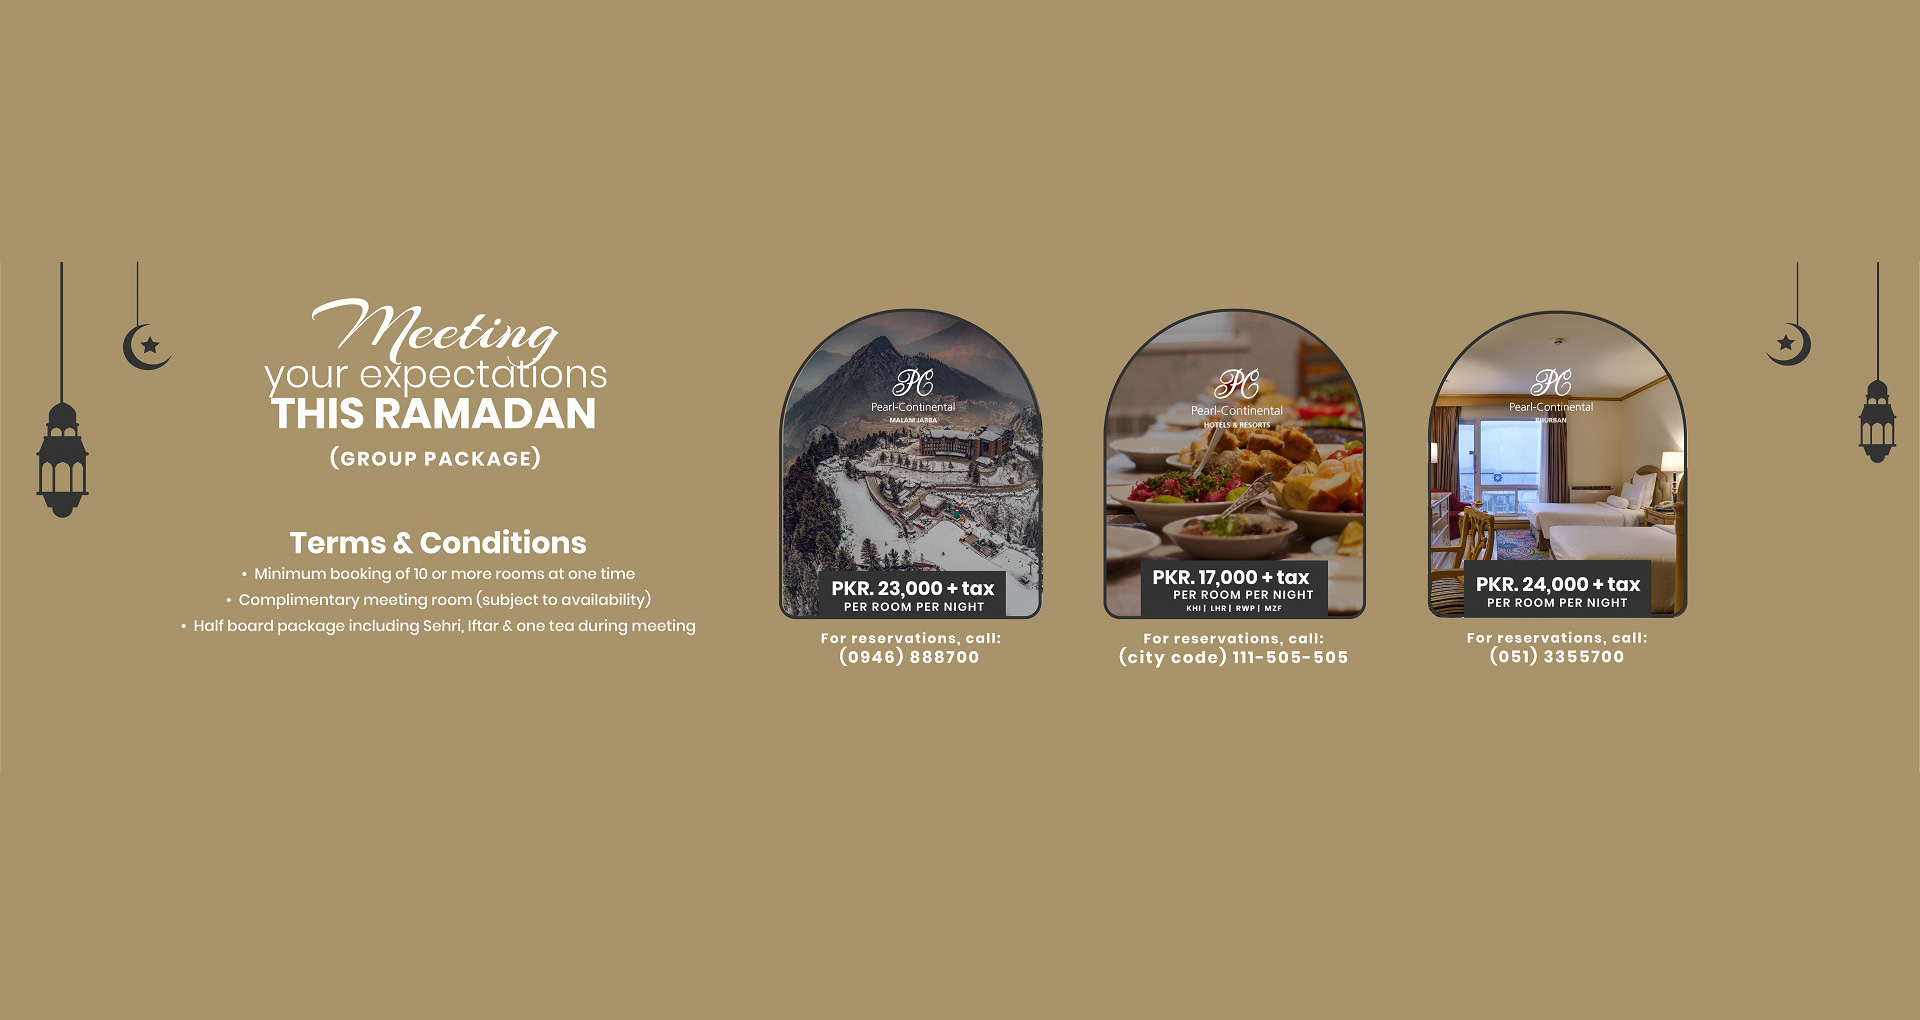 Meeting
your expectations
THIS RAMADAN
(GROUP PACKAGE)
Terms & Conditions
• Minimum booking of 10 or more rooms at one time
• Complimentary meeting room (subject to availability)
• Half board package including Sehri, Iftar & one tea during meeting
PC
Pearl-Continental
MALAM JABBA
PKR. 23,000 + tax
PER ROOM PER NIGHT
For reservations, call:
(0946) 888700
PC
Pearl-Continental
HOTELS & RESORTS
PKR. 17,000 + tax
PER ROOM PER NIGHT
KHI | LHR | RWP | MZF
For reservations, call:
(city code) 111-505-505
PC
Pearl-Continental
BHURBAN
PKR. 24,000 + tax
PER ROOM PER NIGHT
For reservations, call:
(051) 3355700